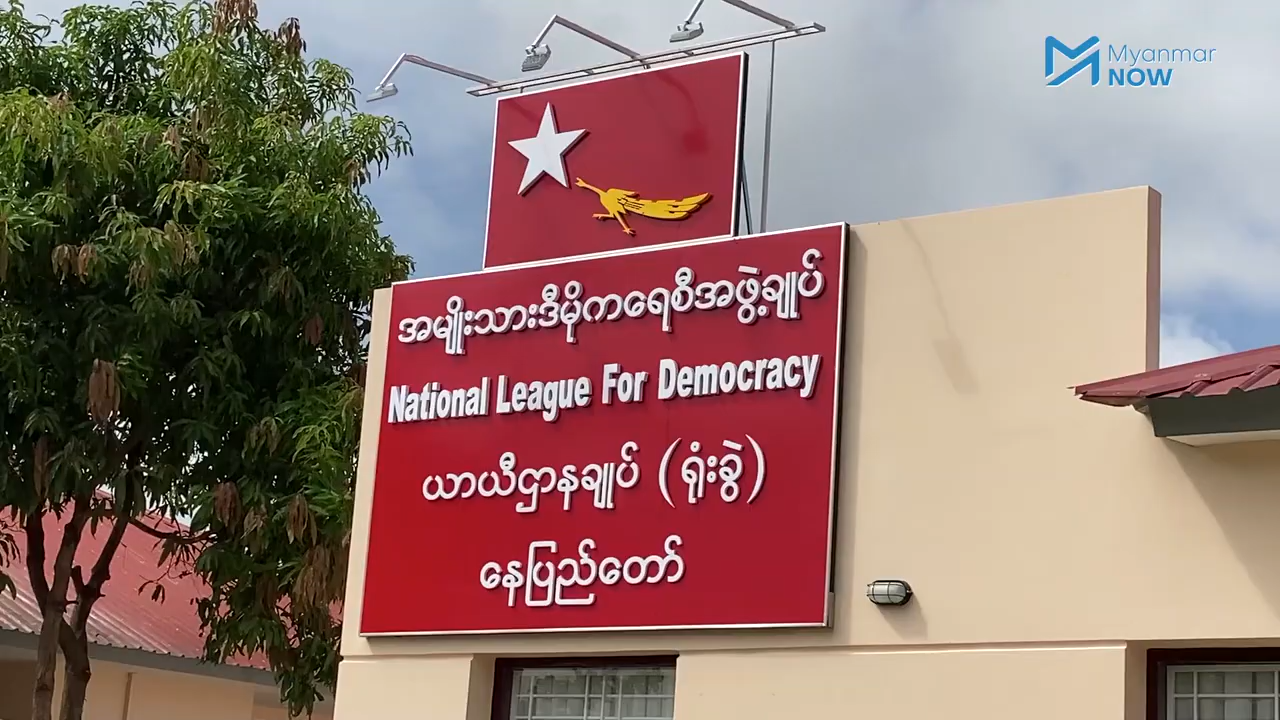 Myanmar
NOW
အမျိုးသားဒီမိုကရေစီအဖွဲ့ချုပ်
National League For Democracy
ယာယီဌာနချုပ် (ရုံးခွဲ)
နေပြည်တော်